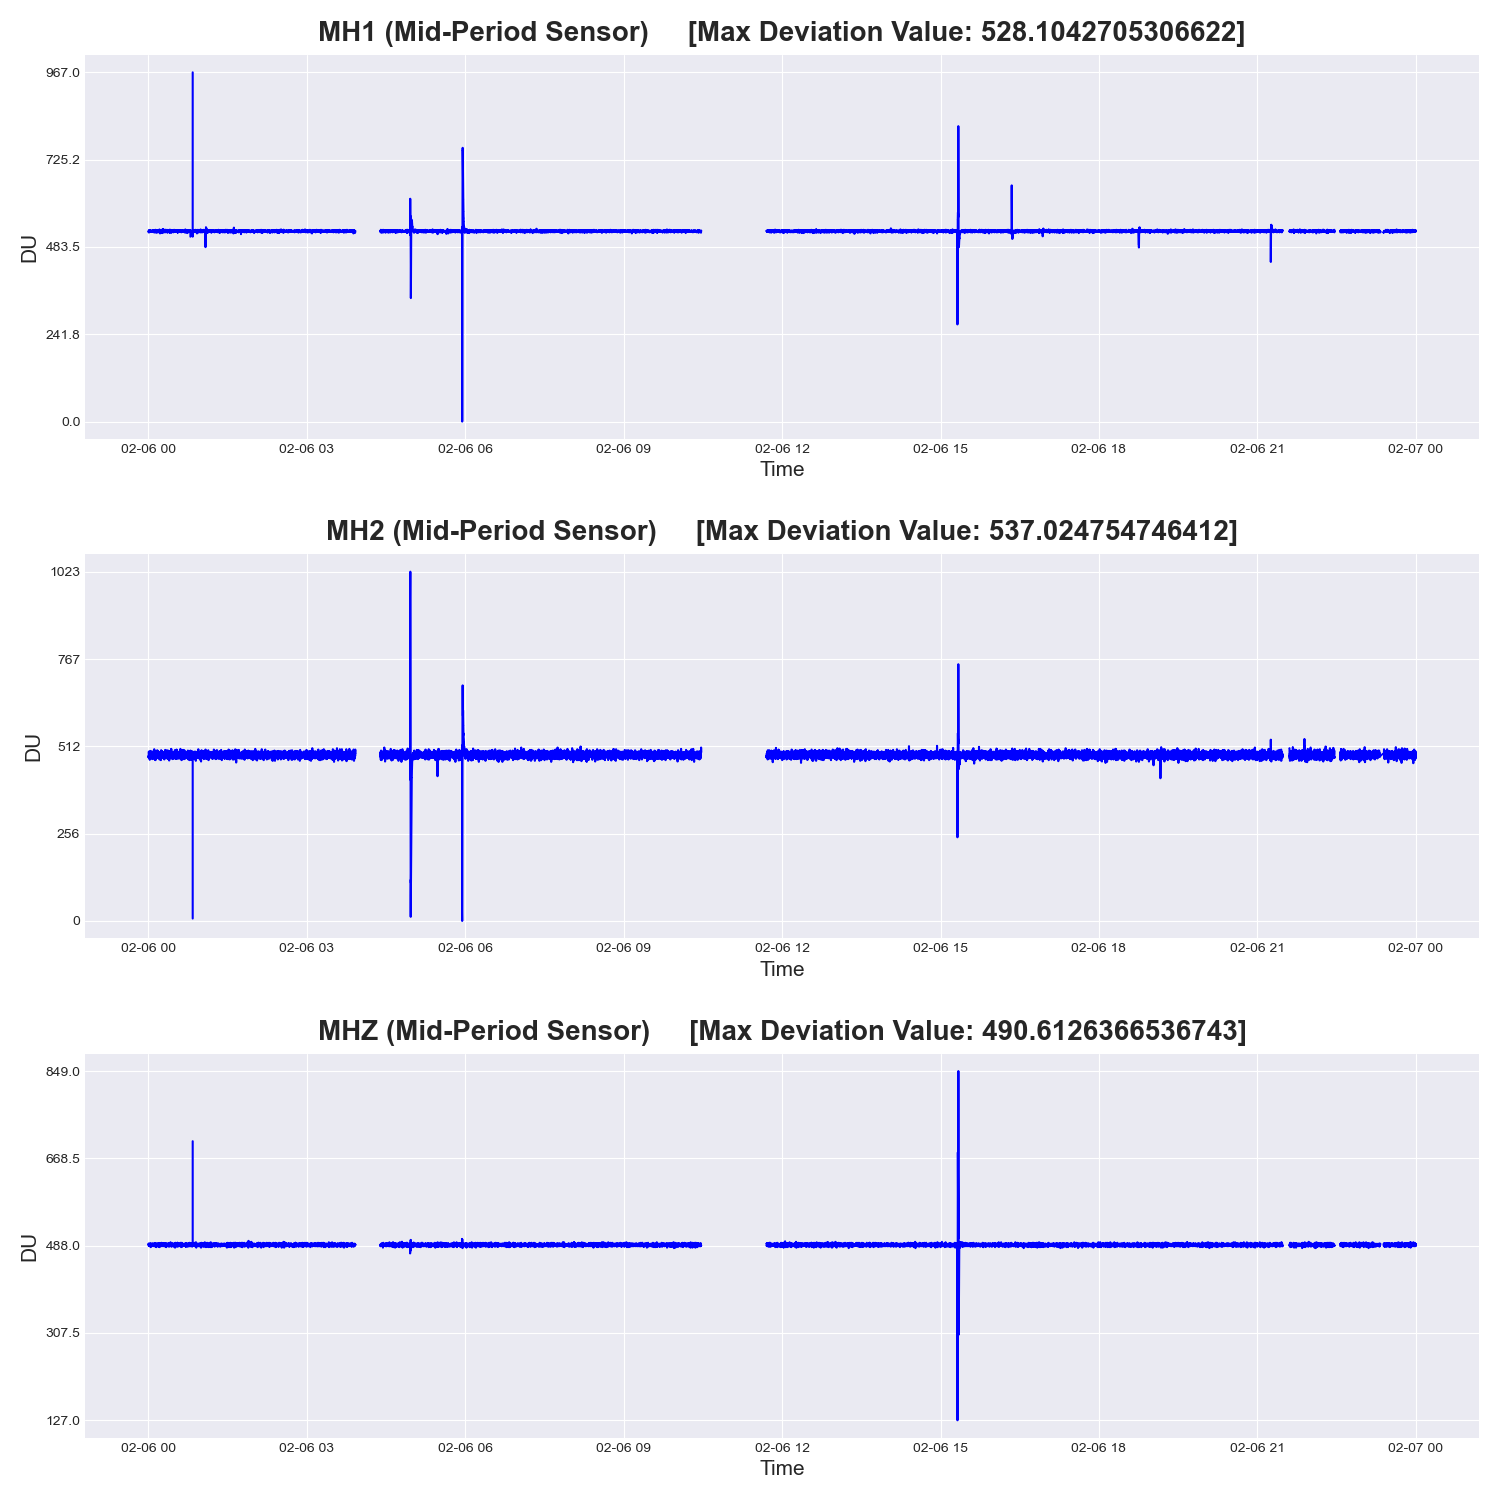 MH1 (Mid-Period Sensor) [Max Deviation Value: 528.1042705306622]
967.0
725.2
483.5
241.8
0.0
DU
02-06 00 02-06 03 02-06 06 02-06 09 02-06 12 02-06 15 02-06 18 02-06 21 02-07 00
Time
MH2 (Mid-Period Sensor) [Max Deviation Value: 537.024754746412]
1023
767
512
256
0
DU
02-06 00 02-06 03 02-06 06 02-06 09 02-06 12 02-06 15 02-06 18 02-06 21 02-07 00
Time
MHZ (Mid-Period Sensor) [Max Deviation Value: 490.6126366536743]
849.0
668.5
488.0
307.5
127.0
DU
02-06 00 02-06 03 02-06 06 02-06 09 02-06 12 02-06 15 02-06 18 02-06 21 02-07 00
Time